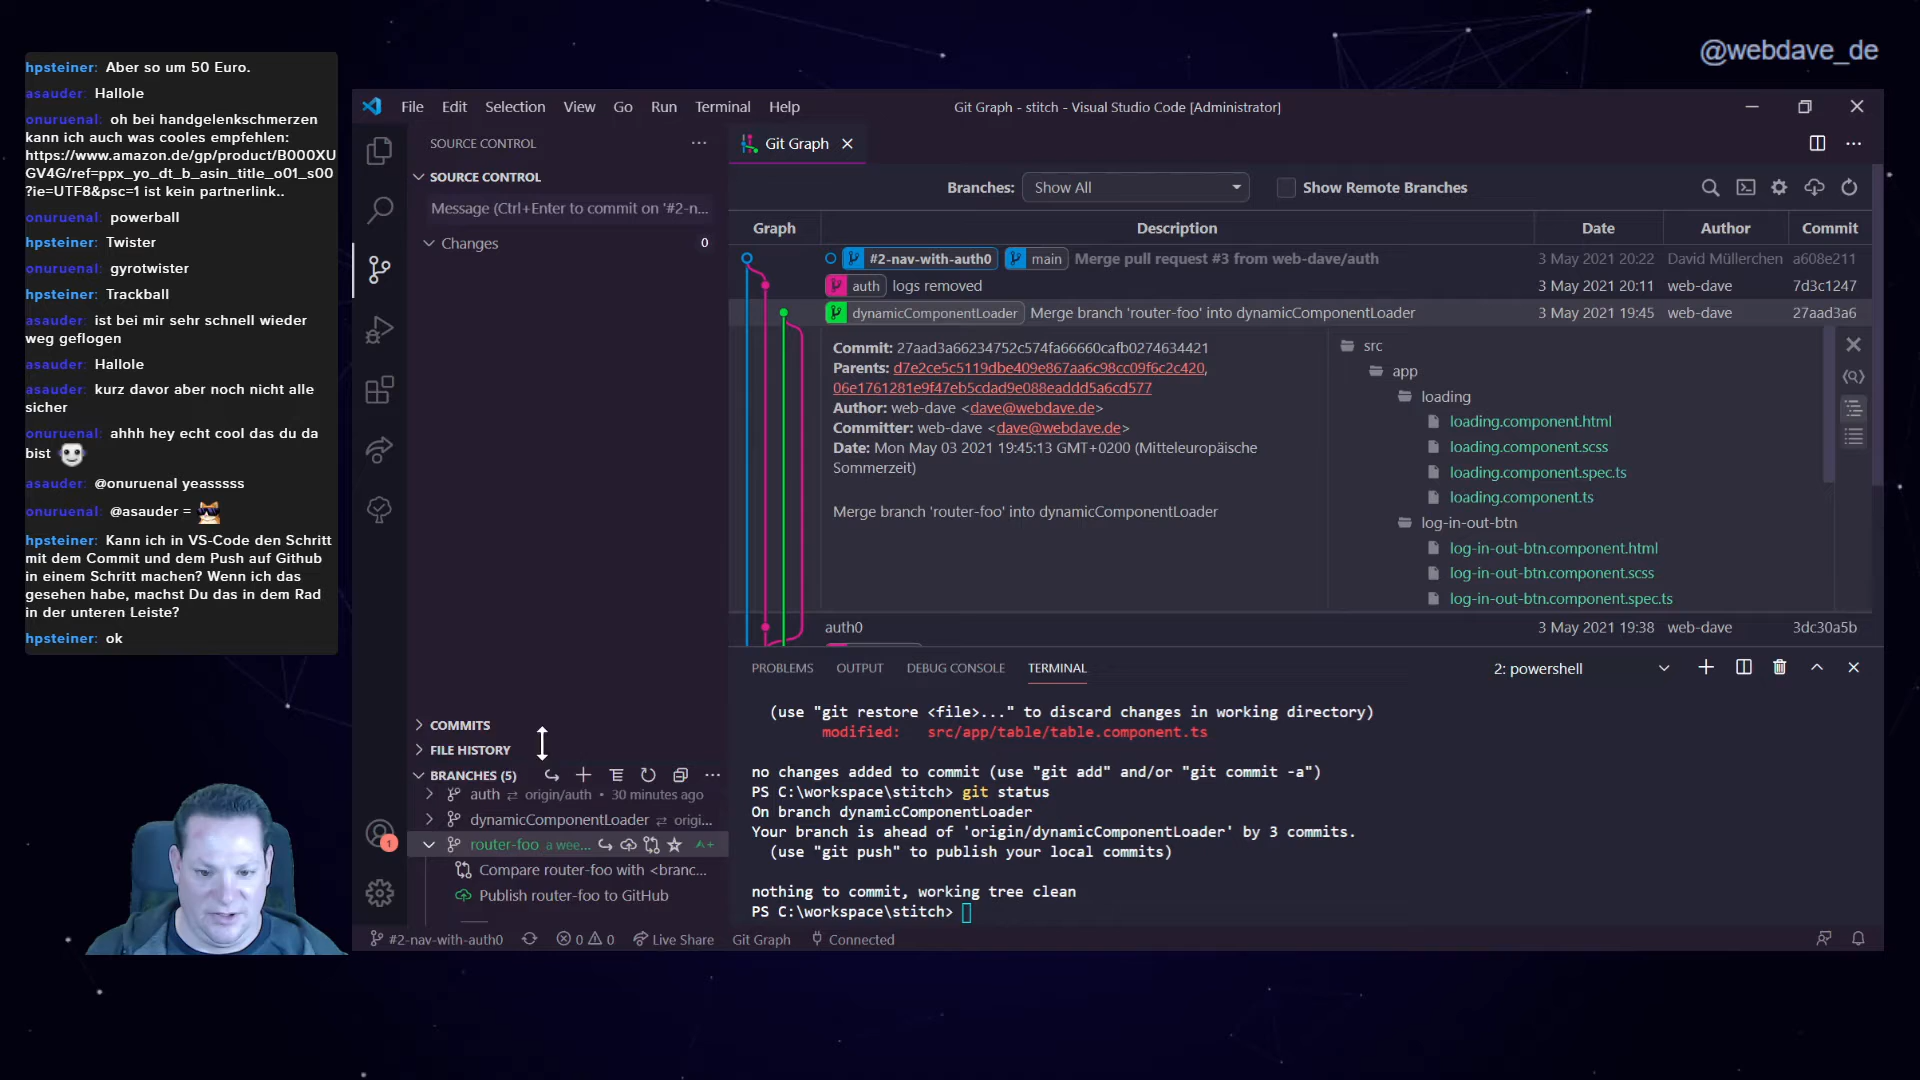 @webdave_de
hpsteiner: Aber so um 50 Euro.
asauder: Hallole
onuruenal: oh bei handgelenkschmerzen
kann ich auch was cooles empfehlen:
https://www.amazon.de/gp/product/B000XU
GV4G/ref=ppx_yo_dt_b_asin_title_o01_s00
?ie=UTF8&psc=1 ist kein partnerlink..
onuruenal: powerball
hpsteiner: Twister
onuruenal: gyrotwister
hpsteiner: Trackball
asauder: ist bei mir sehr schnell wieder
weg geflogen
asauder: Hallole
asauder: kurz davor aber noch nicht alle
sicher
onuruenal: ahhh hey echt cool das du da
bist
asauder: @onuruenal yeasssss
onuruenal: @asauder =
hpsteiner: Kann ich in VS-Code den Schritt
mit dem Commit und dem Push auf Github
in einem Schritt machen? Wenn ich das
gesehen habe, machst Du das in dem Rad
in der unteren Leiste?
hpsteiner: ok
File Edit Selection View Go Run Terminal Help
Git Graph - stitch - Visual Studio Code [Administrator]
SOURCE CONTROL
SOURCE CONTROL
Message (Ctrl+Enter to commit on '#2-n...
Changes 0
COMMITS
FILE HISTORY
BRANCHES (5)
auth ⇄ origin/auth • 30 minutes ago
dynamicComponentLoader ⇄ origi...
router-foo a wee...
Compare router-foo with <branc...
Publish router-foo to GitHub
1
Git Graph
Branches: Show All Show Remote Branches
Graph Description Date Author Commit
#2-nav-with-auth0 main Merge pull request #3 from web-dave/auth 3 May 2021 20:22 David Müllerchen a608e211
auth logs removed 3 May 2021 20:11 web-dave 7d3c1247
dynamicComponentLoader Merge branch 'router-foo' into dynamicComponentLoader 3 May 2021 19:45 web-dave 27aad3a6
Commit: 27aad3a66234752c574fa66660cafb0274634421
Parents: d7e2ce5c5119dbe409e867aa6c98cc09f6c2c420,
06e1761281e9f47eb5cdad9e088eaddd5a6cd577
Author: web-dave <dave@webdave.de>
Committer: web-dave <dave@webdave.de>
Date: Mon May 03 2021 19:45:13 GMT+0200 (Mitteleuropäische
Sommerzeit)
Merge branch 'router-foo' into dynamicComponentLoader
src
app
loading
loading.component.html
loading.component.scss
loading.component.spec.ts
loading.component.ts
log-in-out-btn
log-in-out-btn.component.html
log-in-out-btn.component.scss
log-in-out-btn.component.spec.ts
auth0 3 May 2021 19:38 web-dave 3dc30a5b
PROBLEMS OUTPUT DEBUG CONSOLE TERMINAL 2: powershell
(use "git restore <file>..." to discard changes in working directory)
modified: src/app/table/table.component.ts
no changes added to commit (use "git add" and/or "git commit -a")
PS C:\workspace\stitch> git status
On branch dynamicComponentLoader
Your branch is ahead of 'origin/dynamicComponentLoader' by 3 commits.
(use "git push" to publish your local commits)
nothing to commit, working tree clean
PS C:\workspace\stitch>
#2-nav-with-auth0 0 0 Live Share Git Graph Connected